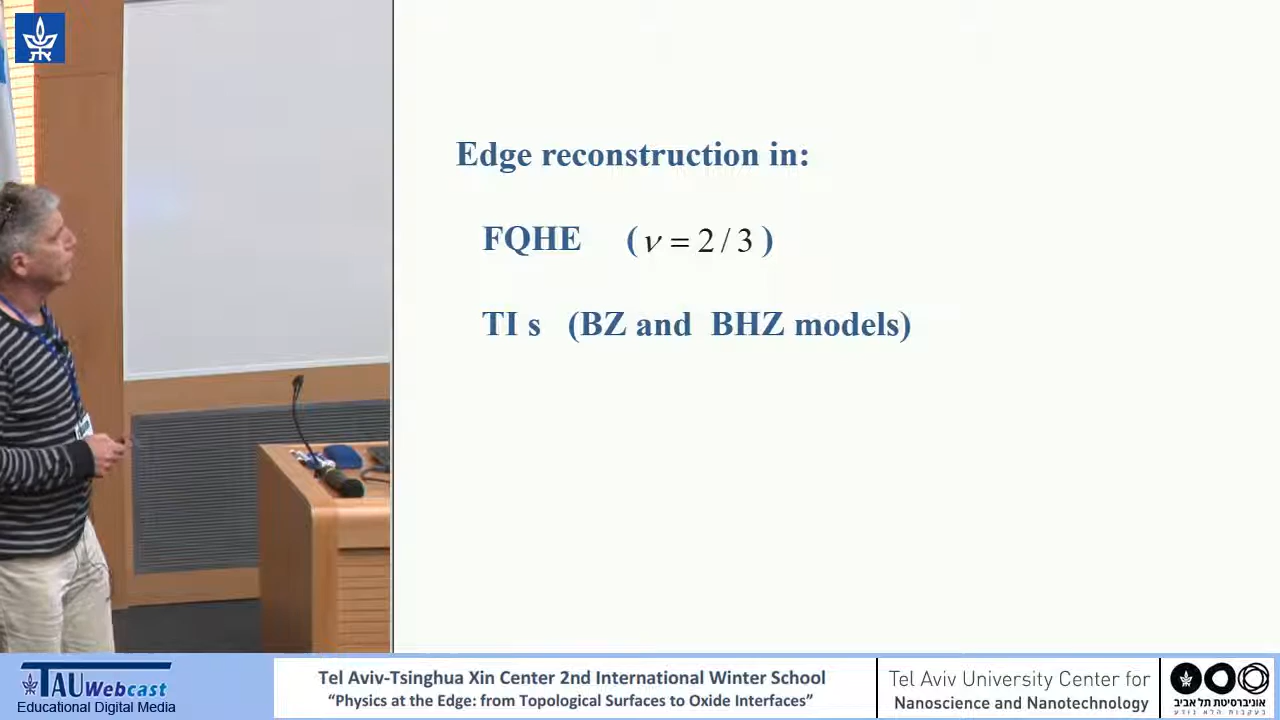 Edge reconstruction in:
FQHE ( ν = 2 / 3 )
TI s (BZ and BHZ models)
TAU Webcast
Educational Digital Media
Tel Aviv-Tsinghua Xin Center 2nd International Winter School
“Physics at the Edge: from Topological Surfaces to Oxide Interfaces”
Tel Aviv University Center for
Nanoscience and Nanotechnology
אוניברסיטת תל אביב